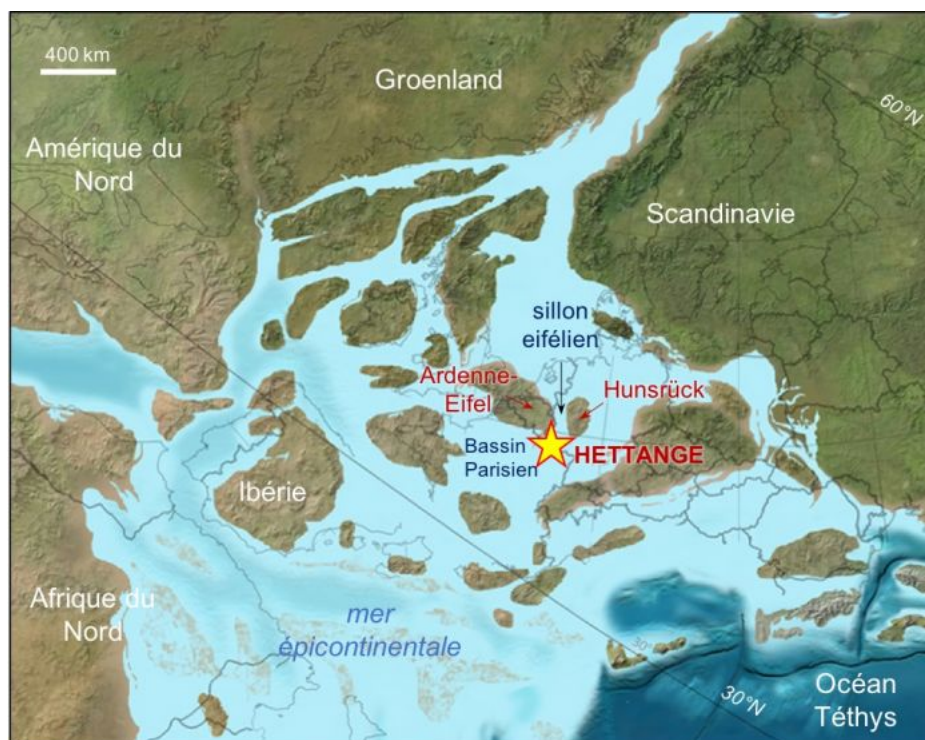 400 km
Groenland
60°N
Amérique du
Nord
Scandinavie
sillon
eifélien
Ardenne-
Eifel
Hunsrück
Bassin
Parisien
HETTANGE
Ibérie
Afrique du
Nord
mer
épicontinentale
30°
30°N
Océan
Téthys